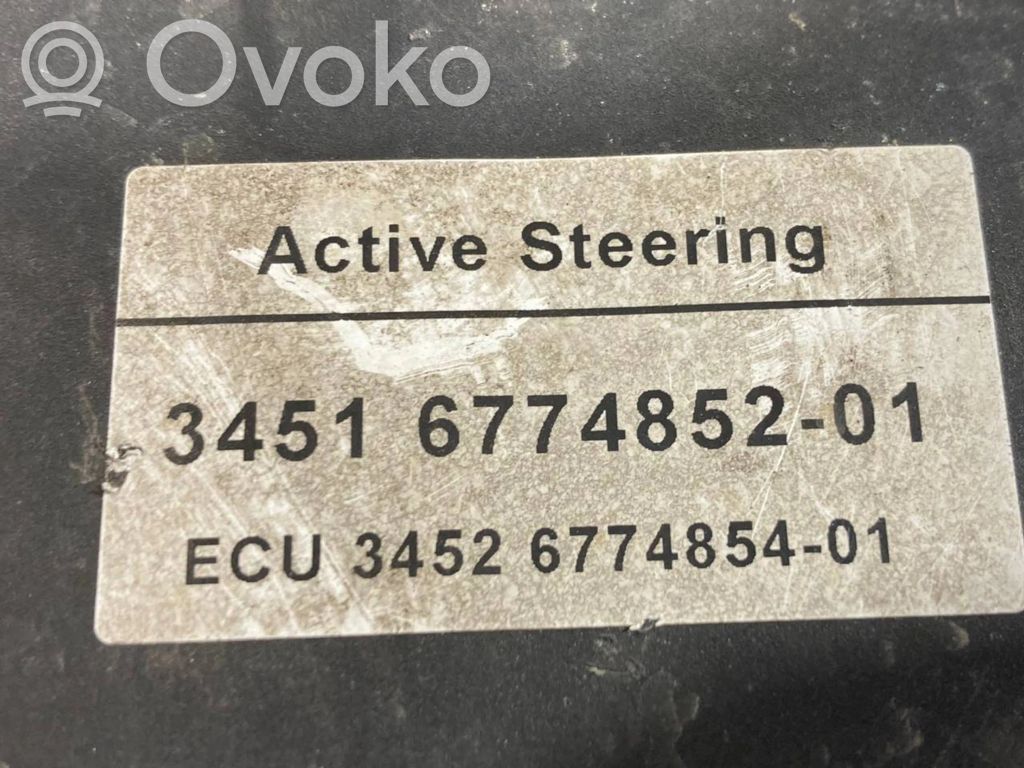 Ovoko
Active Steering
3451 6774852-01
ECU 3452 6774854-01